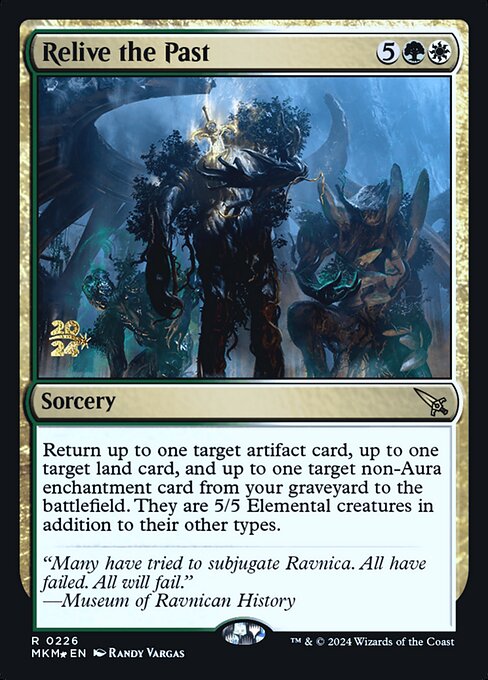 Relive the Past
5
2024
Sorcery
Return up to one target artifact card, up to one
target land card, and up to one target non-Aura
enchantment card from your graveyard to the
battlefield. They are 5/5 Elemental creatures in
addition to their other types.
“Many have tried to subjugate Ravnica. All have
failed. All will fail.”
—Museum of Ravnican History
R 0226
MKM★EN RANDY VARGAS
™ & © 2024 Wizards of the Coast